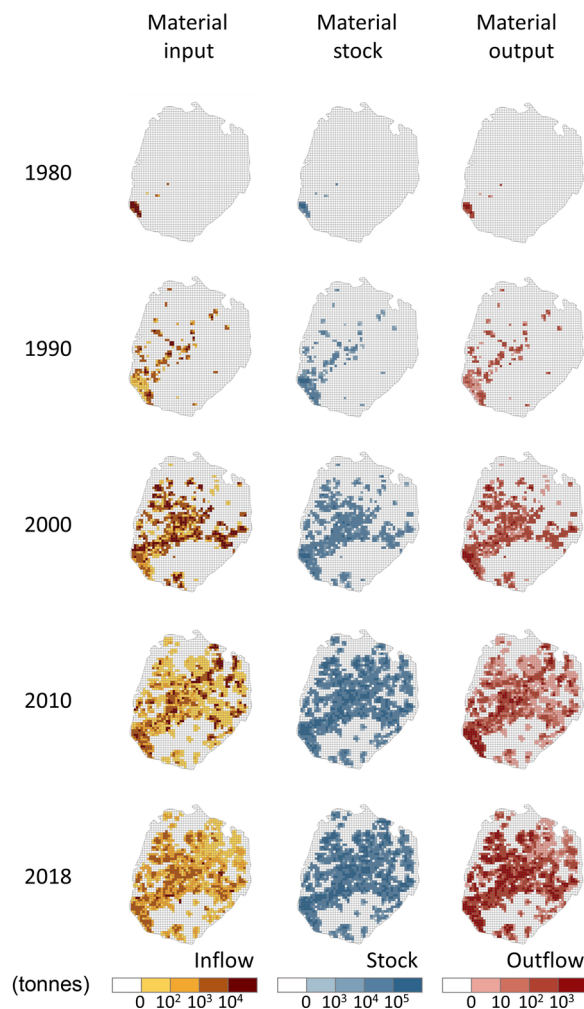 Material Material Material
input stock output
1980
1990
2000
2010
2018
Inflow Stock Outflow
(tonnes)
0 10² 10³ 10⁴ 0 10³ 10⁴ 10⁵ 0 10 10² 10³